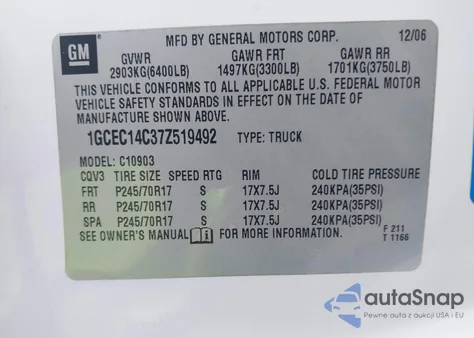 GM
MFD BY GENERAL MOTORS CORP. 12/06
GVWR GAWR FRT GAWR RR
2903KG(6400LB) 1497KG(3300LB) 1701KG(3750LB)
THIS VEHICLE CONFORMS TO ALL APPLICABLE U.S. FEDERAL MOTOR
VEHICLE SAFETY STANDARDS IN EFFECT ON THE DATE OF
MANUFACTURE SHOWN ABOVE.
1GCEC14C37Z519492 TYPE: TRUCK
MODEL: C10903
CQV3 TIRE SIZE SPEED RTG RIM COLD TIRE PRESSURE
FRT P245/70R17 S 17X7.5J 240KPA(35PSI)
RR P245/70R17 S 17X7.5J 240KPA(35PSI)
SPA P245/70R17 S 17X7.5J 240KPA(35PSI)
SEE OWNER'S MANUAL FOR MORE INFORMATION.
F 211
T 1166
autoSnap
Pewne auta z aukcji USA i EU